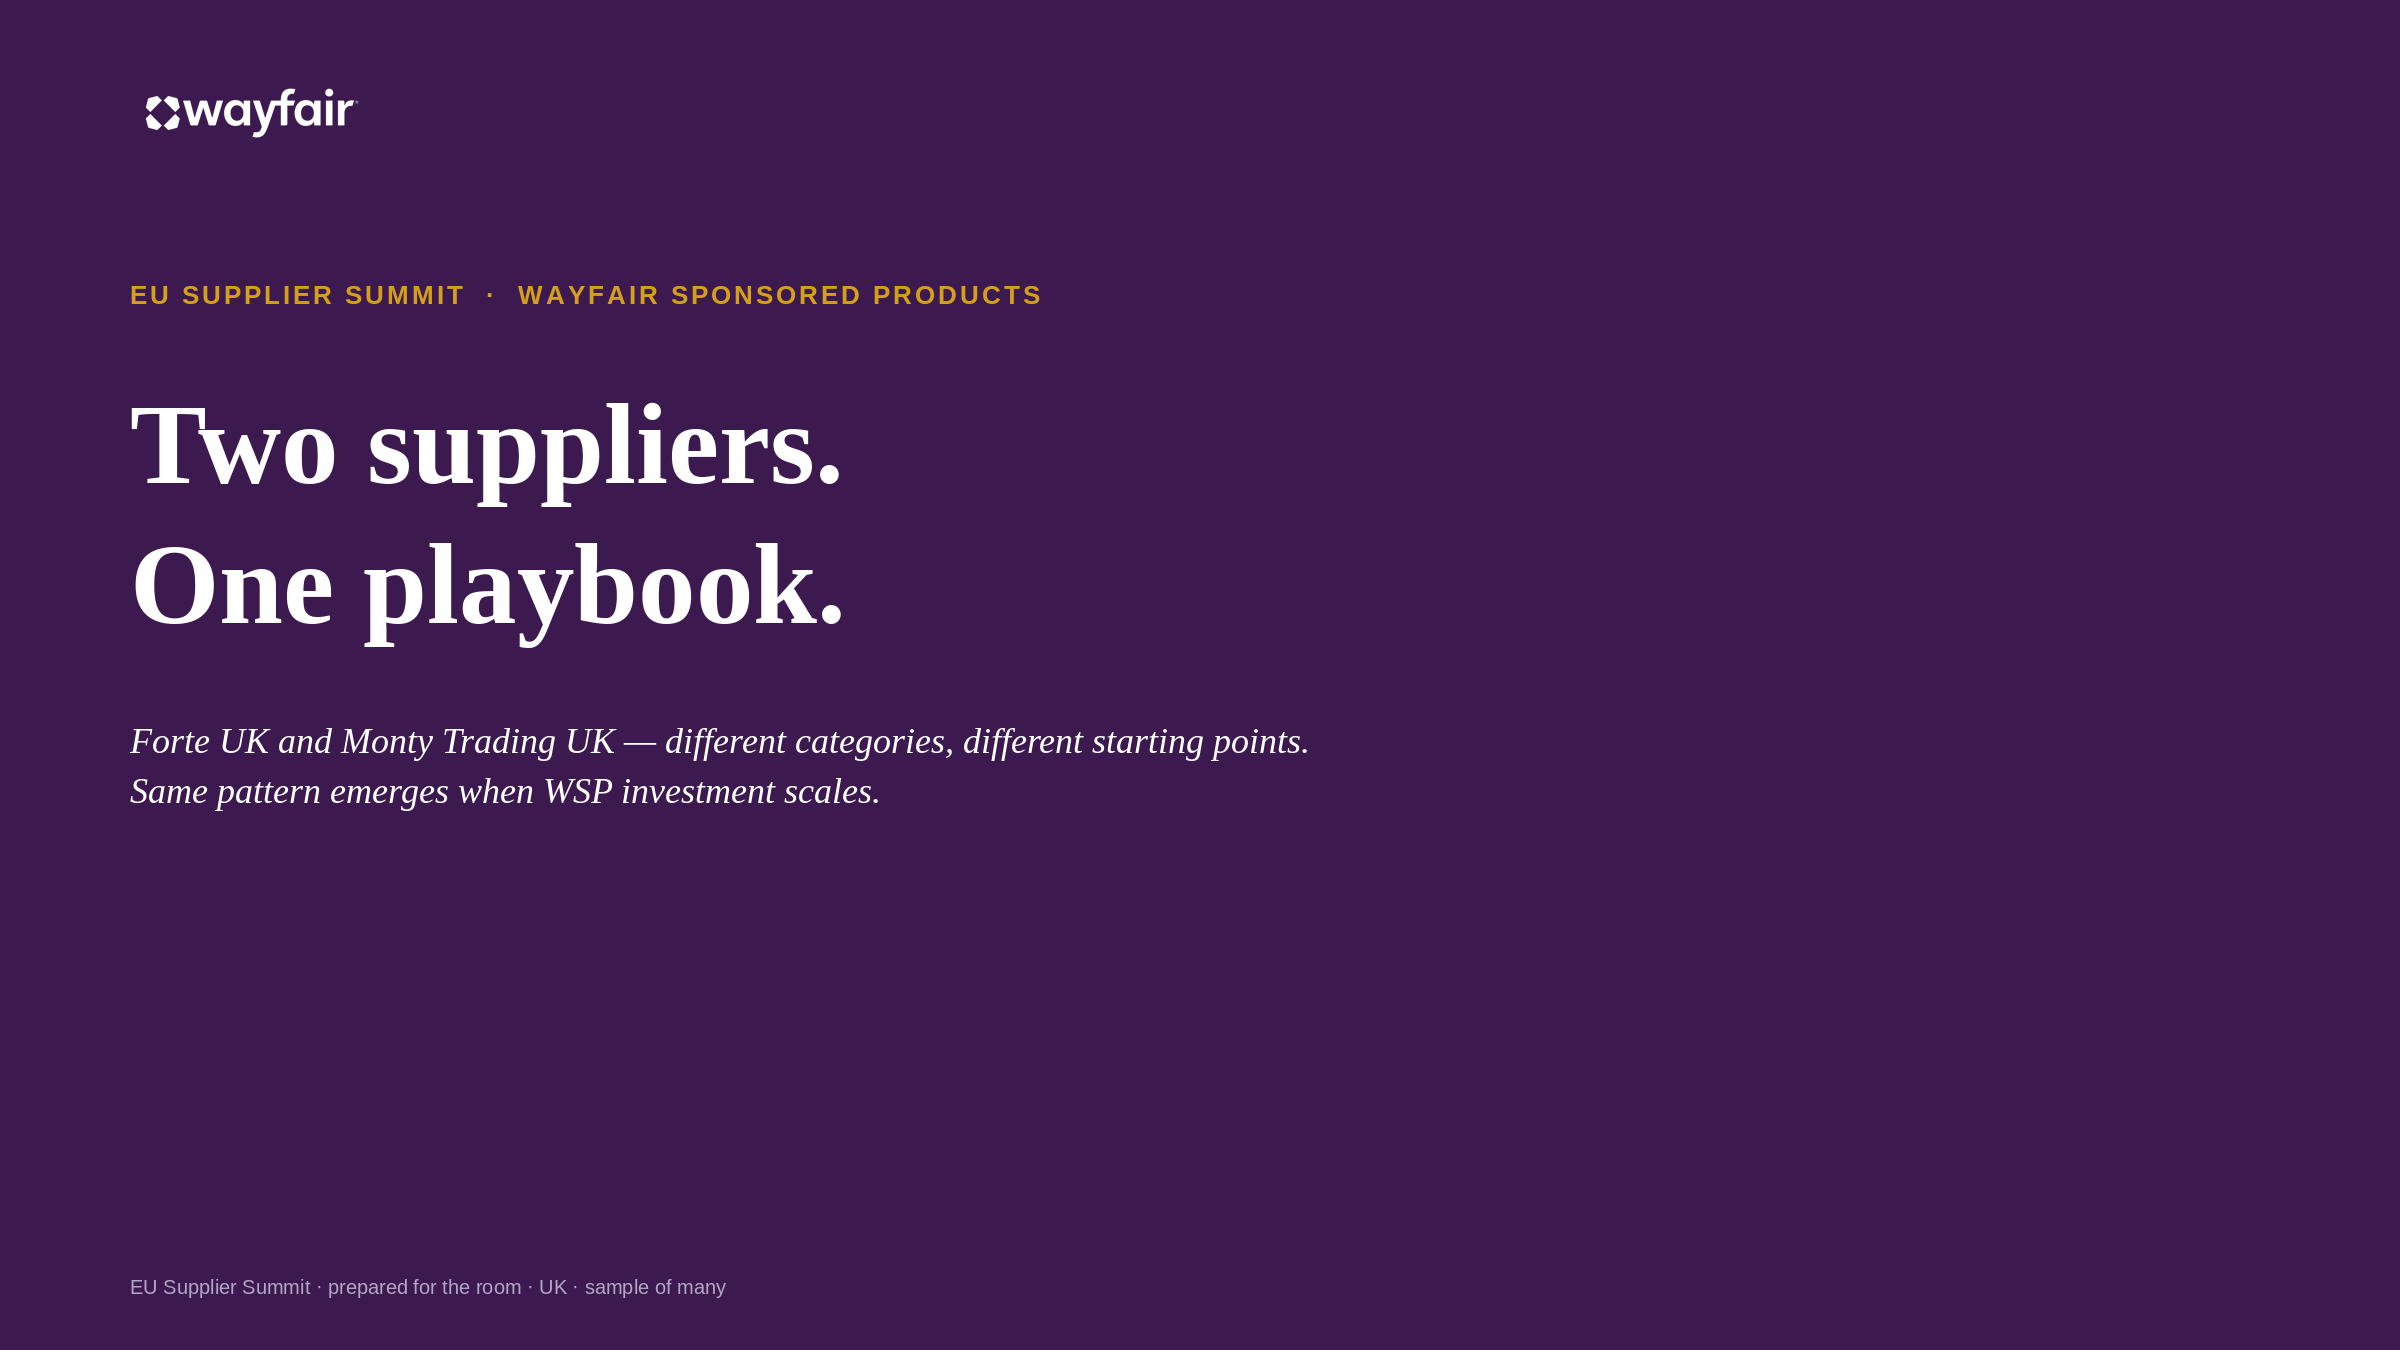 wayfair
EU SUPPLIER SUMMIT · WAYFAIR SPONSORED PRODUCTS
Two suppliers.
One playbook.
Forte UK and Monty Trading UK — different categories, different starting points.
Same pattern emerges when WSP investment scales.
EU Supplier Summit · prepared for the room · UK · sample of many